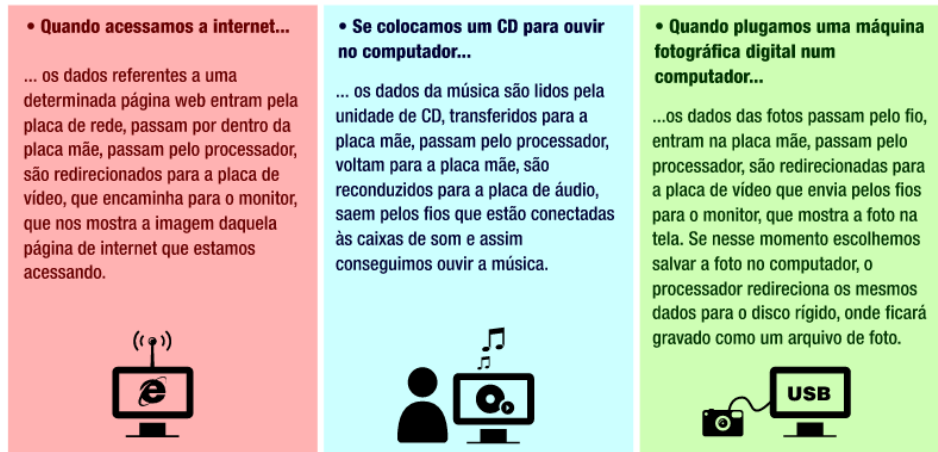 • Quando acessamos a internet...
... os dados referentes a uma
determinada página web entram pela
placa de rede, passam por dentro da
placa mãe, passam pelo processador,
são redirecionados para a placa de
vídeo, que encaminha para o monitor,
que nos mostra a imagem daquela
página de internet que estamos
acessando.
• Se colocamos um CD para ouvir
no computador...
... os dados da música são lidos pela
unidade de CD, transferidos para a
placa mãe, passam pelo processador,
voltam para a placa mãe, são
reconduzidos para a placa de áudio,
saem pelos fios que estão conectadas
às caixas de som e assim
conseguimos ouvir a música.
• Quando plugamos uma máquina
fotográfica digital num
computador...
...os dados das fotos passam pelo fio,
entram na placa mãe, passam pelo
processador, são redirecionadas para
a placa de vídeo que envia pelos fios
para o monitor, que mostra a foto na
tela. Se nesse momento escolhemos
salvar a foto no computador, o
processador redireciona os mesmos
dados para o disco rígido, onde ficará
gravado como um arquivo de foto.
USB